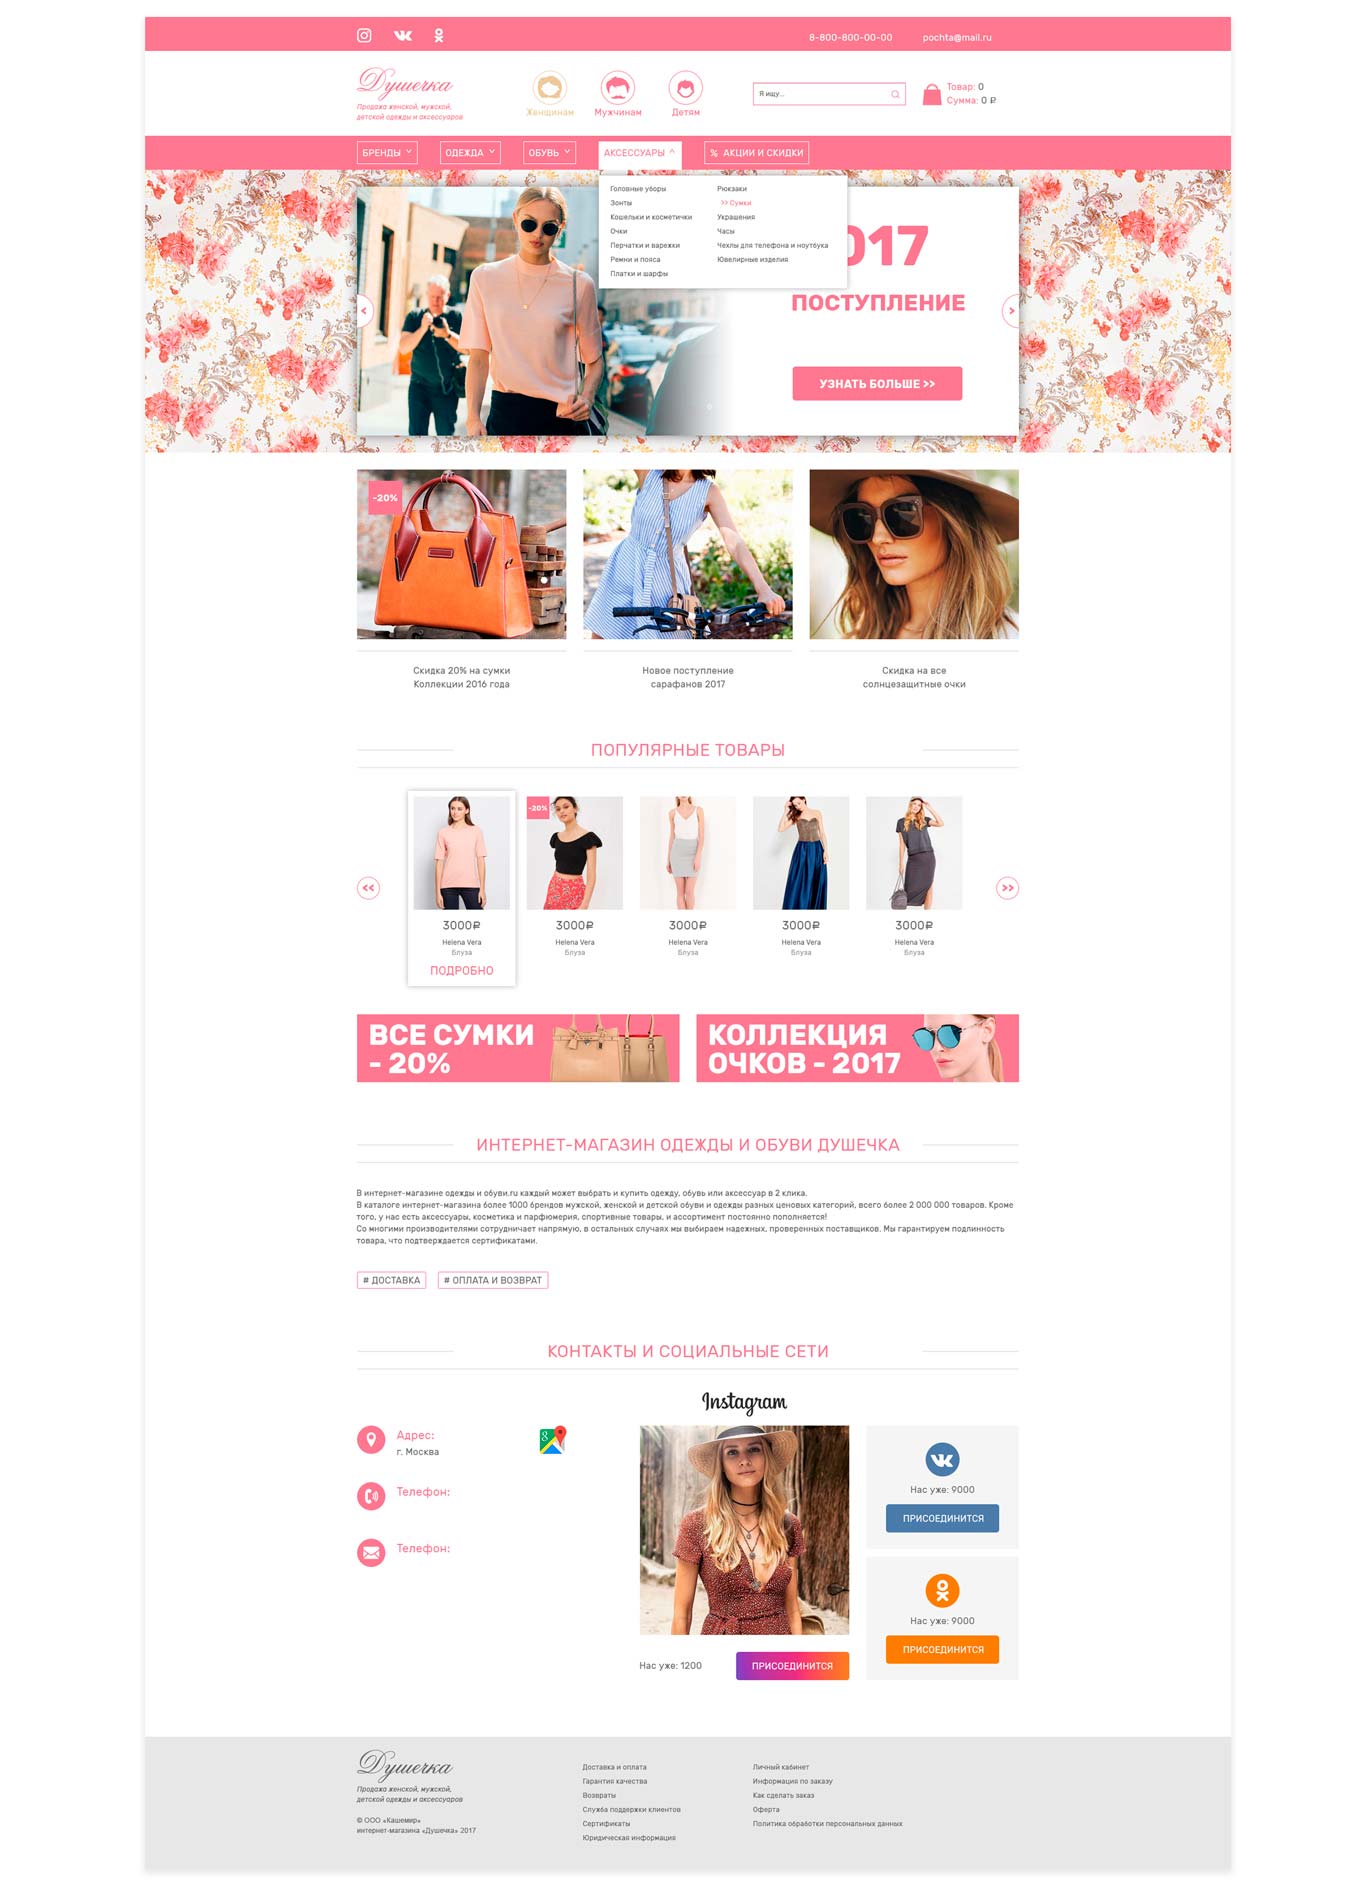 8-800-800-00-00
pochta@mail.ru
Душечка
Продажа женской, мужской,
детской одежды и аксессуаров
Женщинам
Мужчинам
Детям
Я ищу...
Товар: 0
Сумма: 0 ₽
БРЕНДЫ
ОДЕЖДА
ОБУВЬ
АКСЕССУАРЫ
% АКЦИИ И СКИДКИ
Головные уборы
Зонты
Кошельки и косметички
Очки
Перчатки и варежки
Ремни и пояса
Платки и шарфы
Рюкзаки
>> Сумки
Украшения
Часы
Чехлы для телефона и ноутбука
Ювелирные изделия
017
ПОСТУПЛЕНИЕ
<
>
УЗНАТЬ БОЛЬШЕ >>
-20%
Скидка 20% на сумки
Коллекции 2016 года
Новое поступление
сарафанов 2017
Скидка на все
солнцезащитные очки
ПОПУЛЯРНЫЕ ТОВАРЫ
<<
>>
-20%
3000₽
Helena Vera
Блуза
ПОДРОБНО
3000₽
Helena Vera
Блуза
3000₽
Helena Vera
Блуза
3000₽
Helena Vera
Блуза
3000₽
Helena Vera
Блуза
ВСЕ СУМКИ
- 20%
КОЛЛЕКЦИЯ
ОЧКОВ - 2017
ИНТЕРНЕТ-МАГАЗИН ОДЕЖДЫ И ОБУВИ ДУШЕЧКА
В интернет-магазине одежды и обуви.ru каждый может выбрать и купить одежду, обувь или аксессуар в 2 клика.
В каталоге интернет-магазина более 1000 брендов мужской, женской и детской обуви и одежды разных ценовых категорий, всего более 2 000 000 товаров. Кроме
того, у нас есть аксессуары, косметика и парфюмерия, спортивные товары, и ассортимент постоянно пополняется!
Со многими производителями сотрудничает напрямую, в остальных случаях мы выбираем надежных, проверенных поставщиков. Мы гарантируем подлинность
товара, что подтверждается сертификатами.
# ДОСТАВКА
# ОПЛАТА И ВОЗВРАТ
КОНТАКТЫ И СОЦИАЛЬНЫЕ СЕТИ
Адрес:
г. Москва
Телефон:
Телефон:
Instagram
Нас уже: 1200
ПРИСОЕДИНИТСЯ
Нас уже: 9000
ПРИСОЕДИНИТСЯ
Нас уже: 9000
ПРИСОЕДИНИТСЯ
Душечка
Продажа женской, мужской,
детской одежды и аксессуаров
© ООО «Кашемир»
интернет-магазина «Душечка» 2017
Доставка и оплата
Гарантия качества
Возвраты
Служба поддержки клиентов
Сертификаты
Юридическая информация
Личный кабинет
Информация по заказу
Как сделать заказ
Оферта
Политика обработки персональных данных